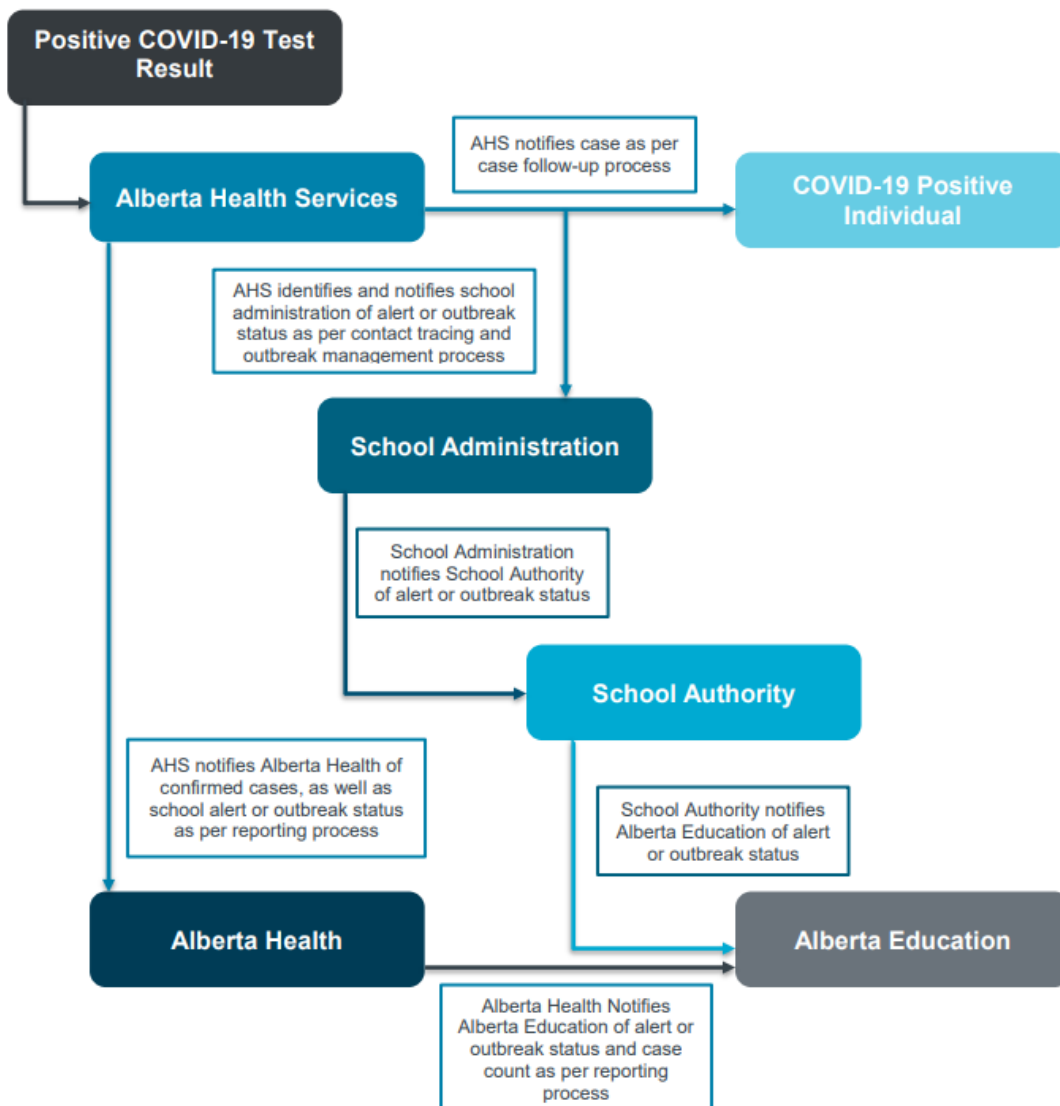 Positive COVID-19 Test
Result
AHS notifies case as per
case follow-up process
Alberta Health Services
COVID-19 Positive
Individual
AHS identifies and notifies school
administration of alert or outbreak
status as per contact tracing and
outbreak management process
School Administration
School Administration
notifies School Authority
of alert or outbreak status
School Authority
AHS notifies Alberta Health of
confirmed cases, as well as
school alert or outbreak status
as per reporting process
School Authority notifies
Alberta Education of alert
or outbreak status
Alberta Health
Alberta Education
Alberta Health Notifies
Alberta Education of alert or
outbreak status and case
count as per reporting
process